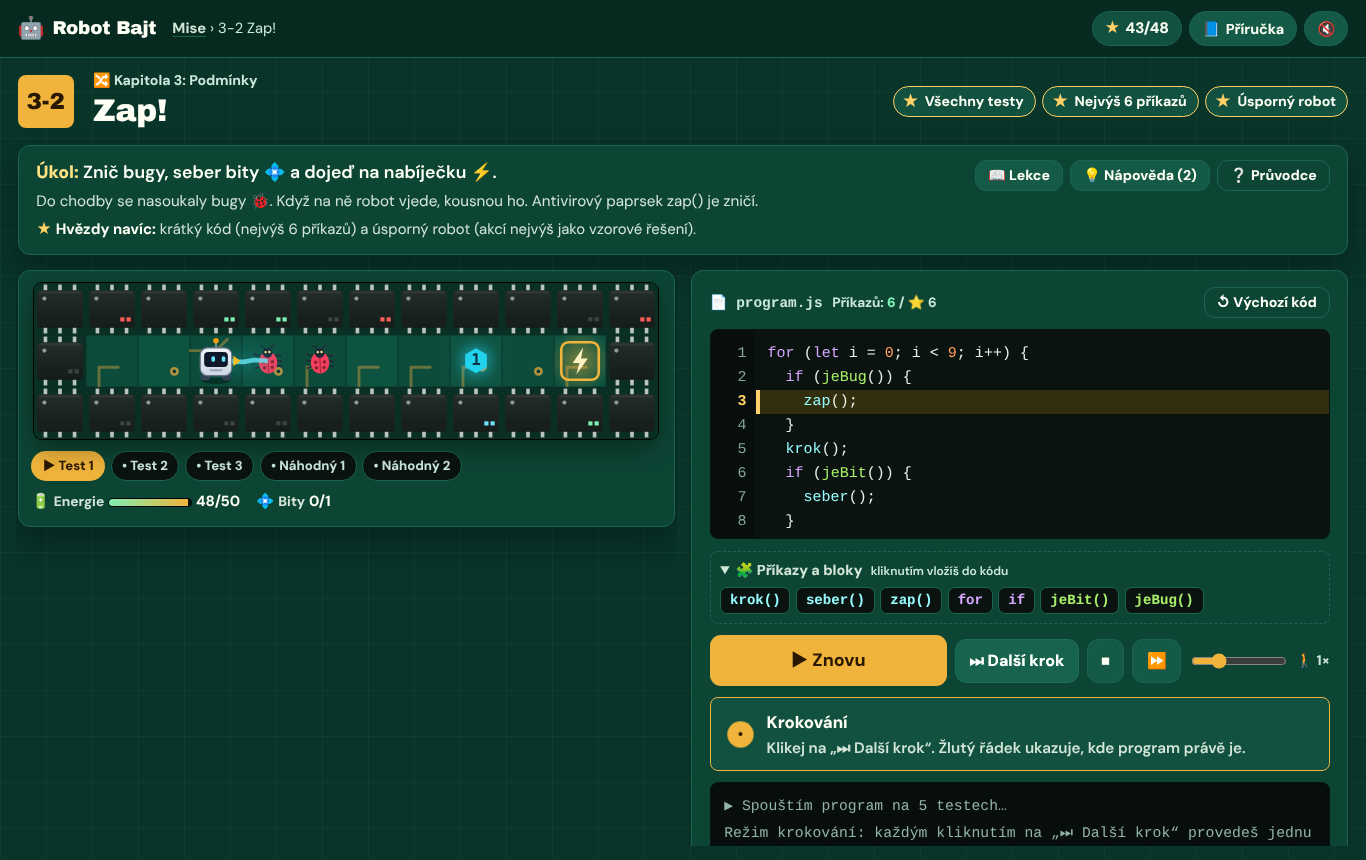 Robot Bajt Mise › 3-2 Zap! ★ 43/48 Příručka
3-2
Kapitola 3: Podmínky
Zap!
★ Všechny testy ★ Nejvýš 6 příkazů ★ Úsporný robot
Úkol: Znič bugy, seber bity 💠 a dojeď na nabíječku ⚡.
Lekce Nápověda (2) ? Průvodce
Do chodby se nasoukaly bugy 🐞. Když na ně robot vjede, kousnou ho. Antivirový paprsek zap() je zničí.
★ Hvězdy navíc: krátký kód (nejvýš 6 příkazů) a úsporný robot (akcí nejvýš jako vzorové řešení).
1
▶ Test 1 • Test 2 • Test 3 • Náhodný 1 • Náhodný 2
Energie 48/50 Bity 0/1
program.js Příkazy: 6 / ⭐ 6 Výchozí kód
1 for (let i = 0; i < 9; i++) {
2 if (jeBug()) {
3 zap();
4 }
5 krok();
6 if (jeBit()) {
7 seber();
8 }
▼ Příkazy a bloky kliknutím vložíš do kódu
krok() seber() zap() for if jeBit() jeBug()
▶ Znovu ⏭ Další krok ■ ⏩ 1×
Krokování
Klikej na „⏭ Další krok“. Žlutý řádek ukazuje, kde program právě je.
▶ Spouštím program na 5 testech…
Režim krokování: každým kliknutím na „⏭ Další krok“ provedeš jednu